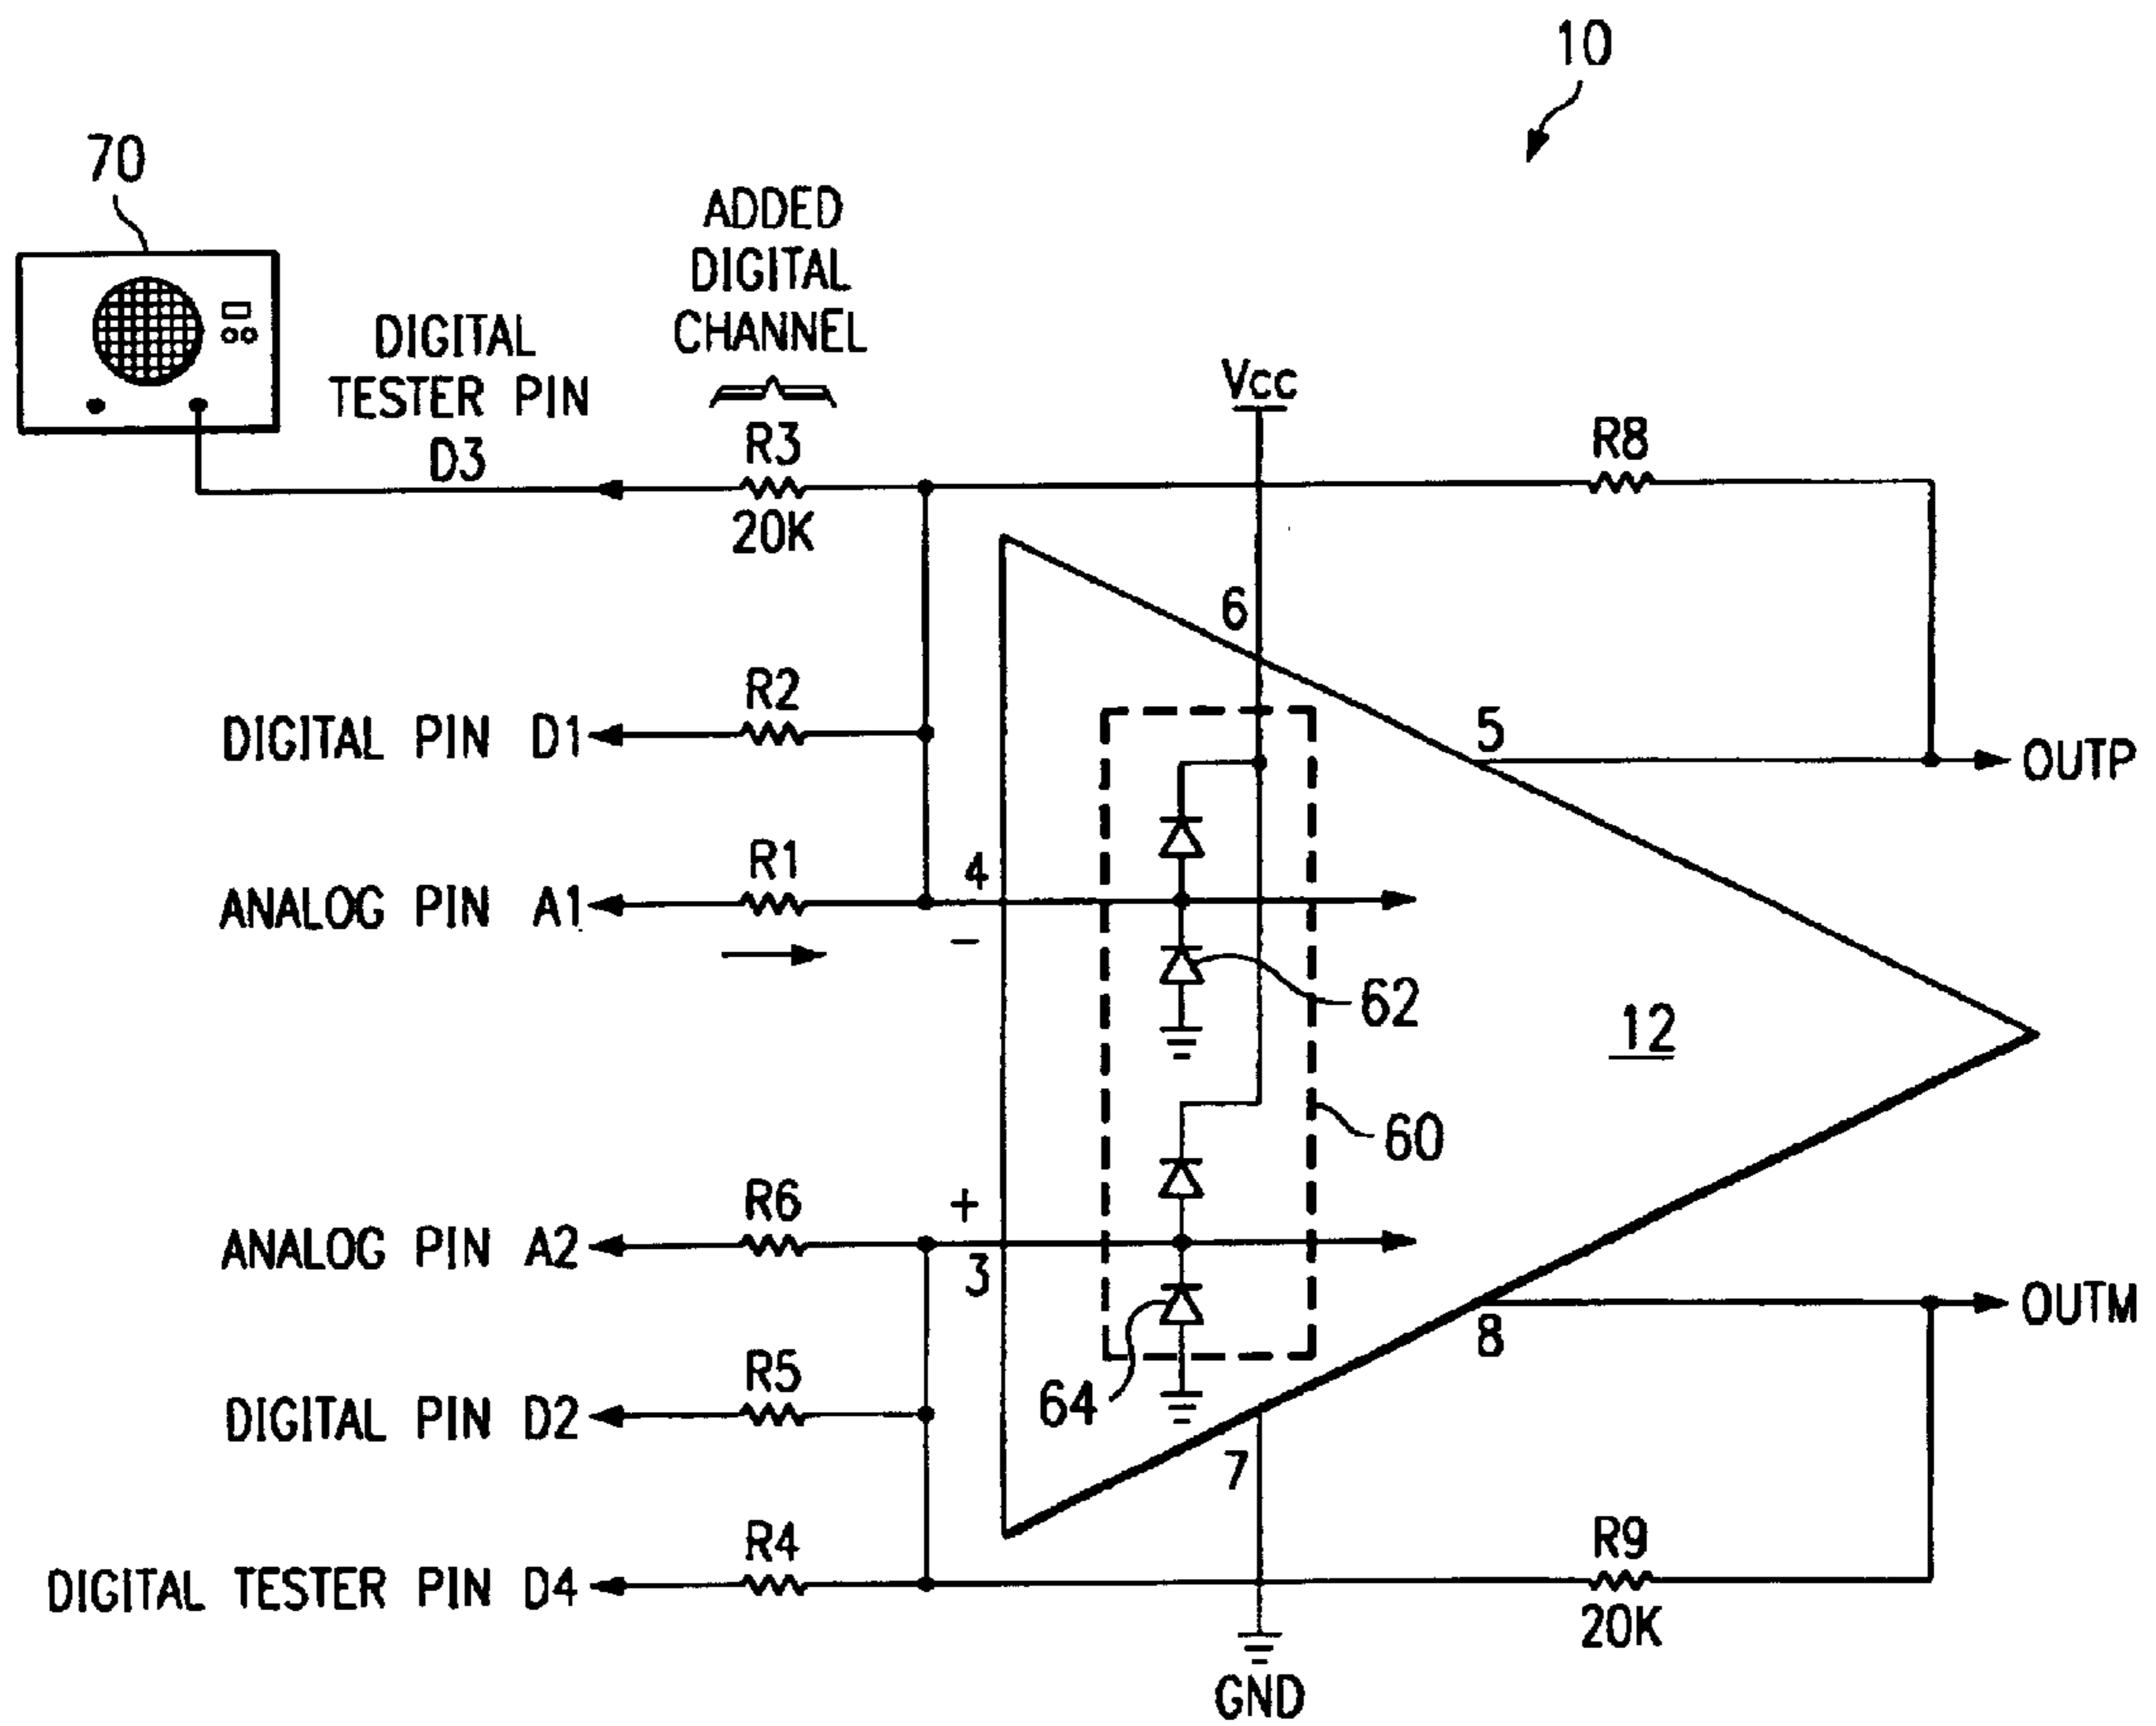 10
70
ADDED
DIGITAL
CHANNEL
DIGITAL
TESTER PIN
D3
R3
20K
Vcc
R8
6
R2
DIGITAL PIN D1
5
OUTP
R1
4
ANALOG PIN A1
−
62
12
60
R6
+
ANALOG PIN A2
3
OUTM
8
R5
64
DIGITAL PIN D2
7
R4
R9
DIGITAL TESTER PIN D4
20K
GND